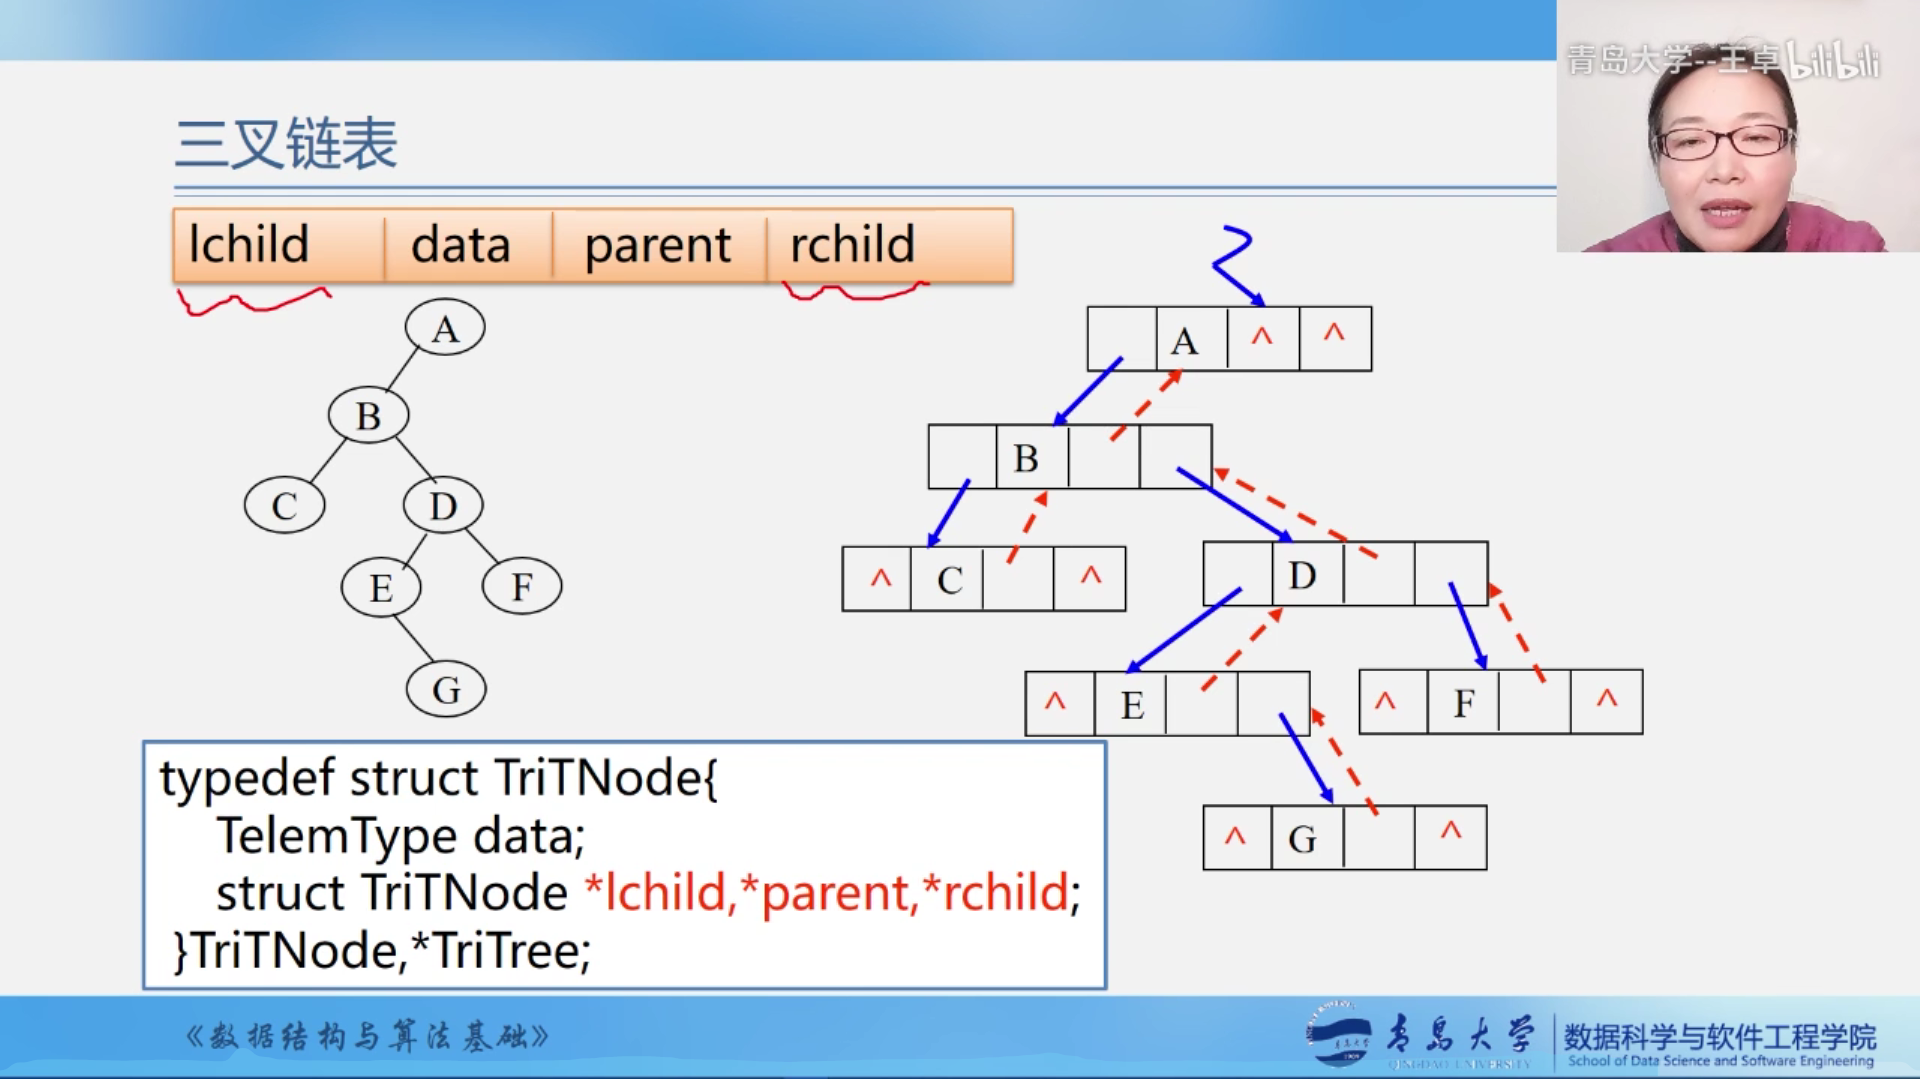 青岛大学--王卓 bilibili
三叉链表
lchild data parent rchild
A
B
C D
E F
G
A ^ ^
B
^ C ^
D
^ E
^ F ^
^ G ^
typedef struct TriTNode{
TelemType data;
struct TriTNode *lchild,*parent,*rchild;
}TriTNode,*TriTree;
《数据结构与算法基础》
青岛大学
QINGDAO UNIVERSITY
数据科学与软件工程学院
School of Data Science and Software Engineering